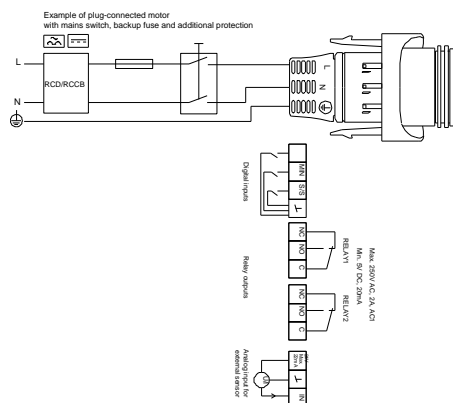 Example of plug-connected motor
with mains switch, backup fuse and additional protection
L
N
RCD/RCCB
L
N
Digital inputs
MIN
S/S
Relay outputs
NC
NO
C
RELAY1
Max. 250V AC, 2A, AC1
Min. 5V DC, 20mA
NC
NO
C
RELAY2
Analog input for
external sensor
Max.
22mA
IN